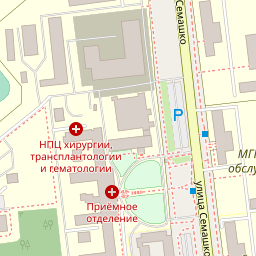 Семашко
P
НПЦ хирургии,
трансплантологии
и гематологии
МГ
обслу
Приёмное
отделение
улица Семашко